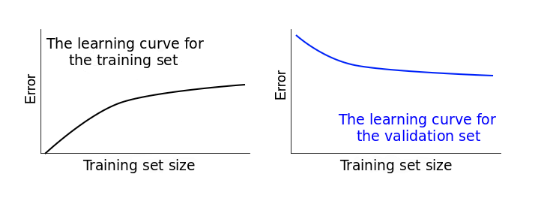 The learning curve for
the training set
Error
Training set size
Error
The learning curve for
the validation set
Training set size